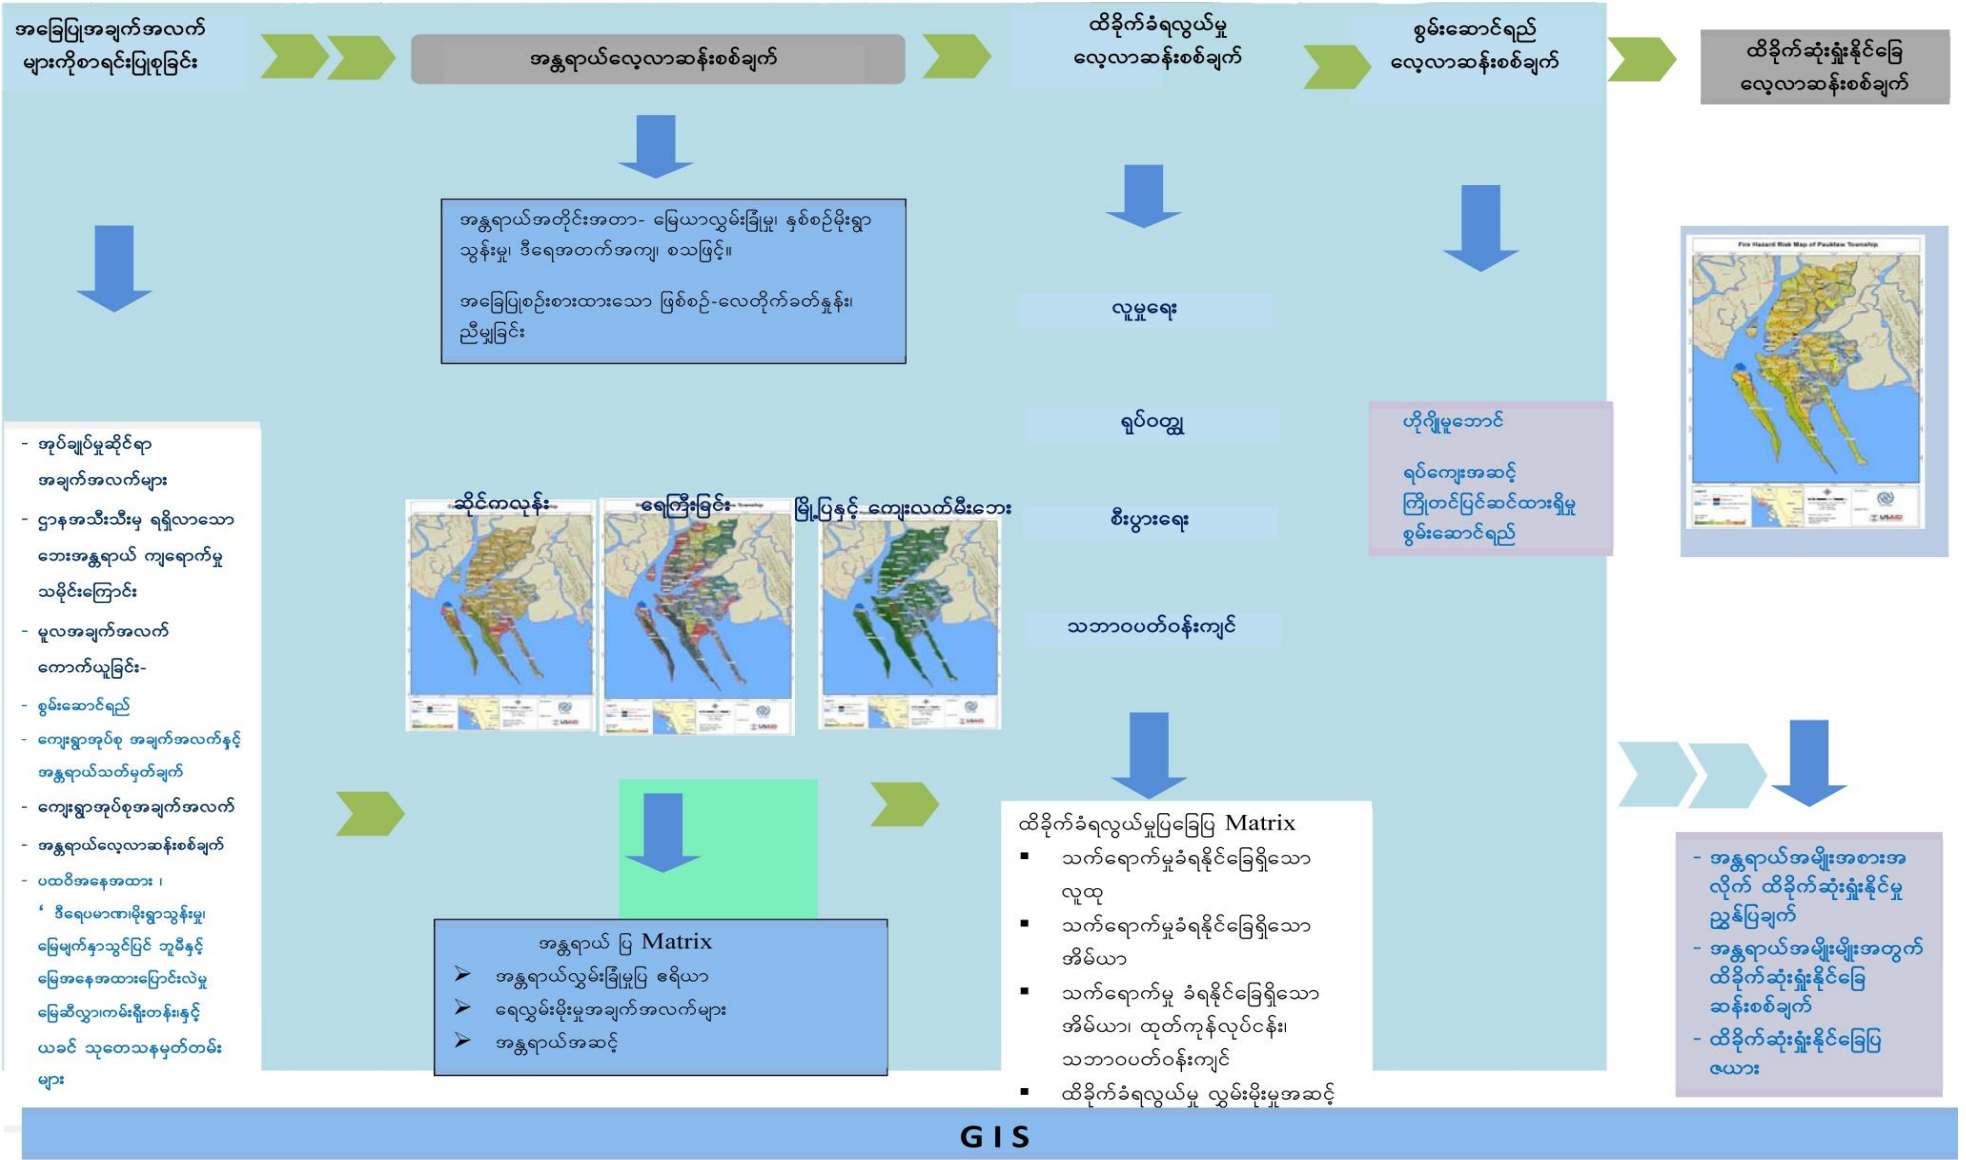 အခြေပြုအချက်အလက်
များကိုစာရင်းပြုစုခြင်း
အန္တရာယ်လေ့လာဆန်းစစ်ချက်
ထိခိုက်ခံရလွယ်မှု
လေ့လာဆန်းစစ်ချက်
စွမ်းဆောင်ရည်
လေ့လာဆန်းစစ်ချက်
ထိခိုက်ဆုံးရှုံးနိုင်ခြေ
လေ့လာဆန်းစစ်ချက်
အန္တရာယ်အတိုင်းအတာ- မြေယာလွှမ်းခြုံမှု၊ နှစ်စဉ်မိုးရွာ
သွန်းမှု၊ ဒီရေအတက်အကျ၊ စသဖြင့်။
အခြေပြုစဉ်းစားထားသော ဖြစ်စဉ်-လေတိုက်ခတ်နှုန်း၊
ညီမျှခြင်း
လူမှုရေး
ရုပ်ဝတ္ထု
စီးပွားရေး
သဘာဝပတ်ဝန်းကျင်
ဟိုဂျိုမူဘောင်
ရပ်ကျေးအဆင့်
ကြိုတင်ပြင်ဆင်ထားရှိမှု
စွမ်းဆောင်ရည်
Fire Hazard Risk Map of Pauktaw Township
USAID
- အုပ်ချုပ်မှုဆိုင်ရာ
အချက်အလက်များ
- ဌာနအသီးသီးမှ ရရှိလာသော
ဘေးအန္တရာယ် ကျရောက်မှု
သမိုင်းကြောင်း
- မူလအချက်အလက်
ကောက်ယူခြင်း-
- စွမ်းဆောင်ရည်
- ကျေးရွာအုပ်စု အချက်အလက်နှင့်
အန္တရာယ်သတ်မှတ်ချက်
- ကျေးရွာအုပ်စုအချက်အလက်
- အန္တရာယ်လေ့လာဆန်းစစ်ချက်
- ပထဝီအနေအထား ၊
‘ ဒီရေပမာဏ၊မိုးရွာသွန်းမှု၊
မြေမျက်နှာသွင်ပြင် ဘူမီနှင့်
မြေအနေအထားပြောင်းလဲမှု
မြေဆီလွှာ၊ကမ်းရိုးတန်း၊နှင့်
ယခင် သုတေသနမှတ်တမ်း
များ
ဆိုင်ကလုန်း
ရေကြီးခြင်း
မြို့ပြနှင့် ကျေးလက်မီးဘေး
USAID
USAID
USAID
အန္တရာယ် ပြ Matrix
➢ အန္တရာယ်လွှမ်းခြုံမှုပြ ဧရိယာ
➢ ရေလွှမ်းမိုးမှုအချက်အလက်များ
➢ အန္တရာယ်အဆင့်
ထိခိုက်ခံရလွယ်မှုပြခြေပြ Matrix
▪ သက်ရောက်မှုခံရနိုင်ခြေရှိသော
လူထု
▪ သက်ရောက်မှုခံရနိုင်ခြေရှိသော
အိမ်ယာ
▪ သက်ရောက်မှု ခံရနိုင်ခြေရှိသော
အိမ်ယာ၊ ထုတ်ကုန်လုပ်ငန်း၊
သဘာဝပတ်ဝန်းကျင်
▪ ထိခိုက်ခံရလွယ်မှု လွှမ်းမိုးမှုအဆင့်
- အန္တရာယ်အမျိုးအစားအ
လိုက် ထိခိုက်ဆုံးရှုံးနိုင်မှု
ညွှန်ပြချက်
- အန္တရာယ်အမျိုးမျိုးအတွက်
ထိခိုက်ဆုံးရှုံးနိုင်ခြေ
ဆန်းစစ်ချက်
- ထိခိုက်ဆုံးရှုံးနိုင်ခြေပြ
ဇယား
GIS